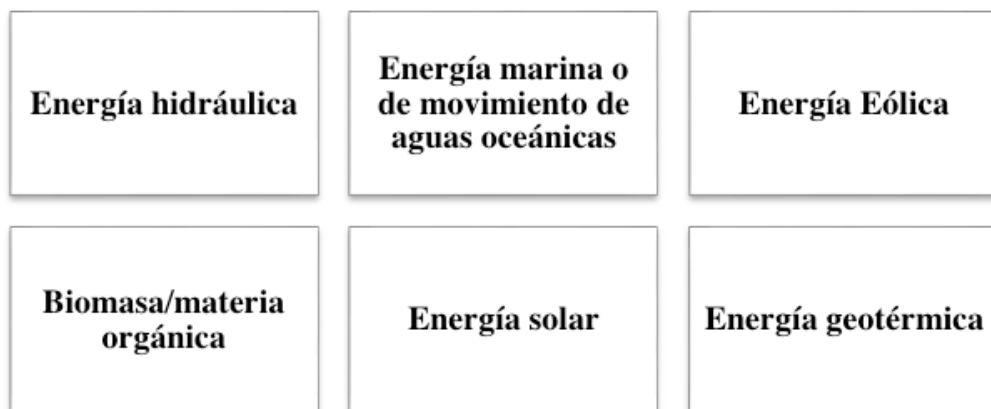 Energía hidráulica
Energía marina o
de movimiento de
aguas oceánicas
Energía Eólica
Biomasa/materia
orgánica
Energía solar
Energía geotérmica